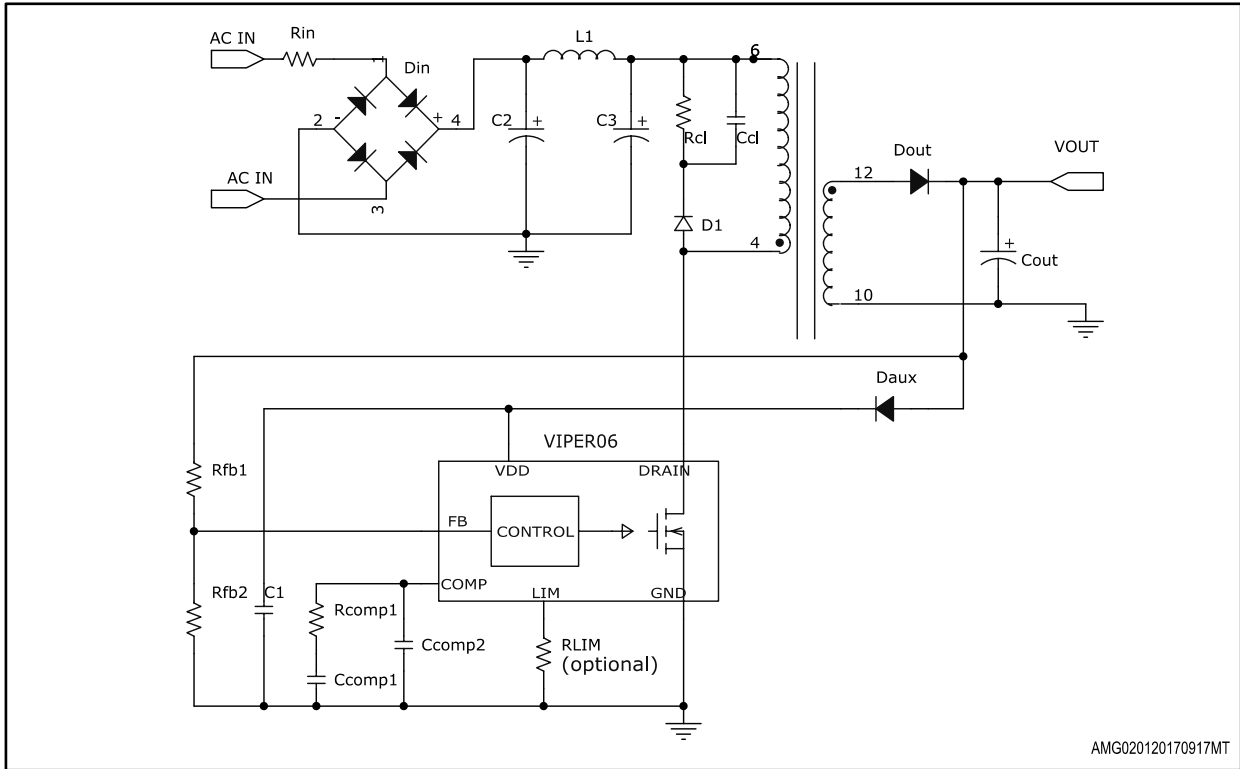 AC IN
Rin
1
Din
2
-
+
4
AC IN
3
L1
C2
+
C3
+
Rcl
Ccl
6
D1
4
12
Dout
VOUT
+
Cout
10
Daux
VIPER06
VDD
DRAIN
Rfb1
FB
CONTROL
COMP
LIM
GND
Rfb2
C1
Rcomp1
Ccomp2
Ccomp1
RLIM
(optional)
AMG020120170917MT